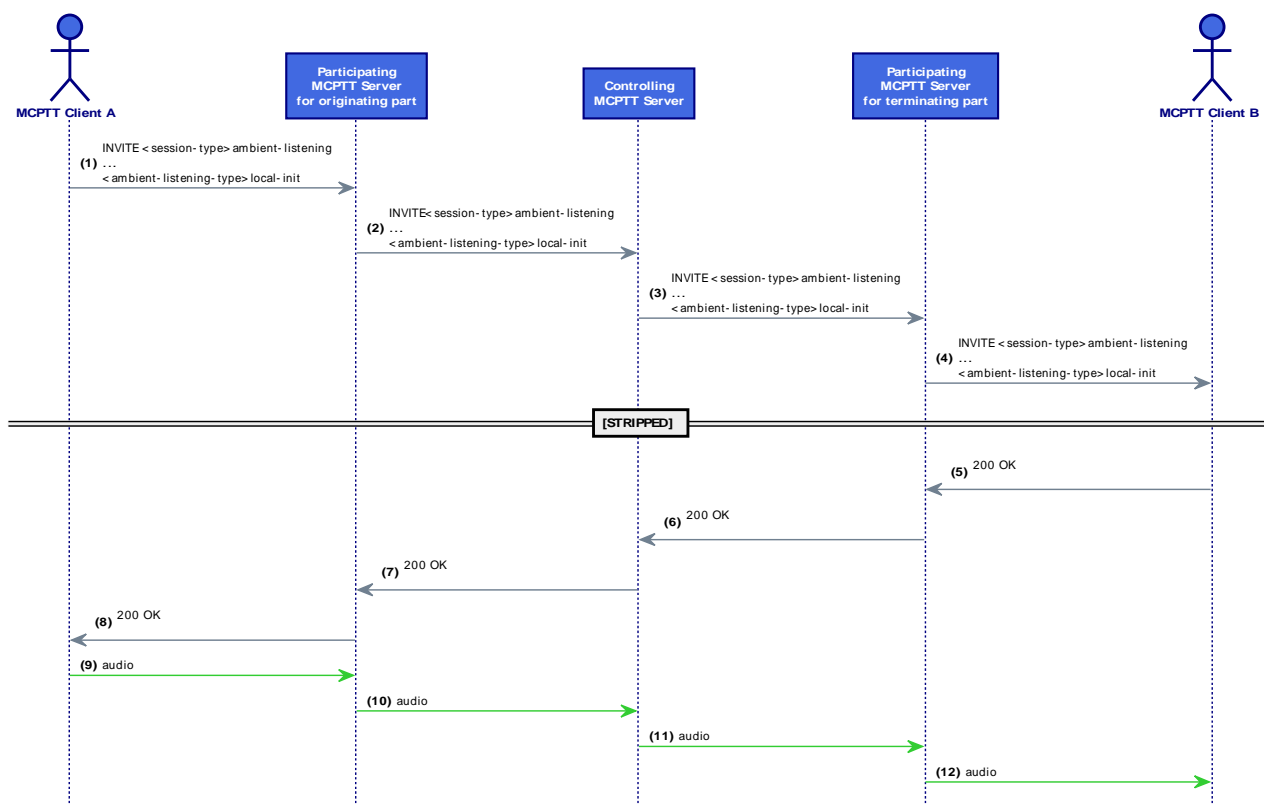 Participating
MCPTT Server
for originating part
Controlling
MCPTT Server
Participating
MCPTT Server
for terminating part
MCPTT Client A
MCPTT Client B
INVITE <session-type>ambient-listening
(1) ...
<ambient-listening-type>local-init
INVITE<session-type>ambient-listening
(2) ...
<ambient-listening-type>local-init
INVITE <session-type>ambient-listening
(3) ...
<ambient-listening-type>local-init
INVITE <session-type>ambient-listening
(4) ...
<ambient-listening-type>local-init
[STRIPPED]
(5) 200 OK
(6) 200 OK
(7) 200 OK
(8) 200 OK
(9) audio
(10) audio
(11) audio
(12) audio